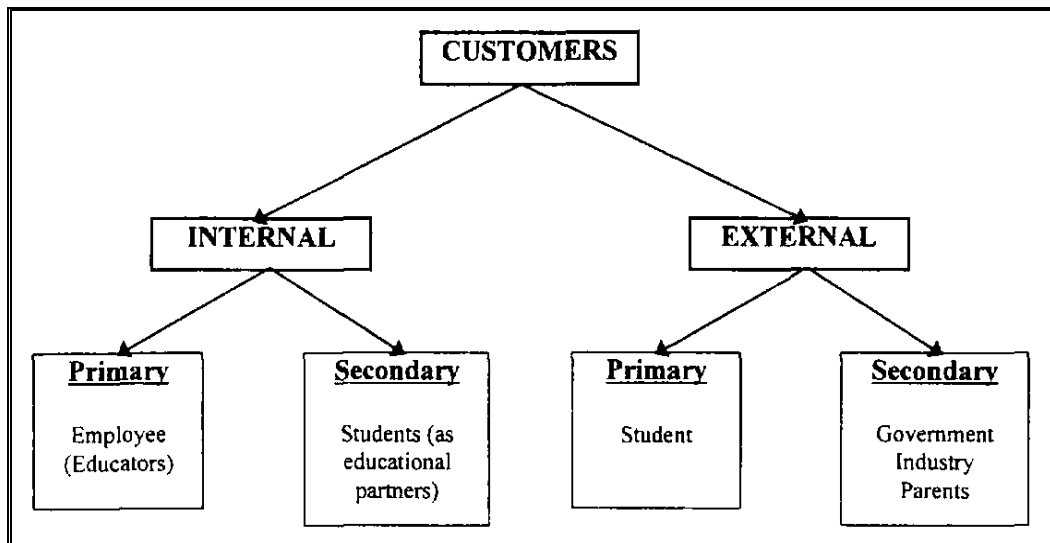 CUSTOMERS
INTERNAL
EXTERNAL
Primary
Employee
(Educators)
Secondary
Students (as
educational
partners)
Primary
Student
Secondary
Government
Industry
Parents